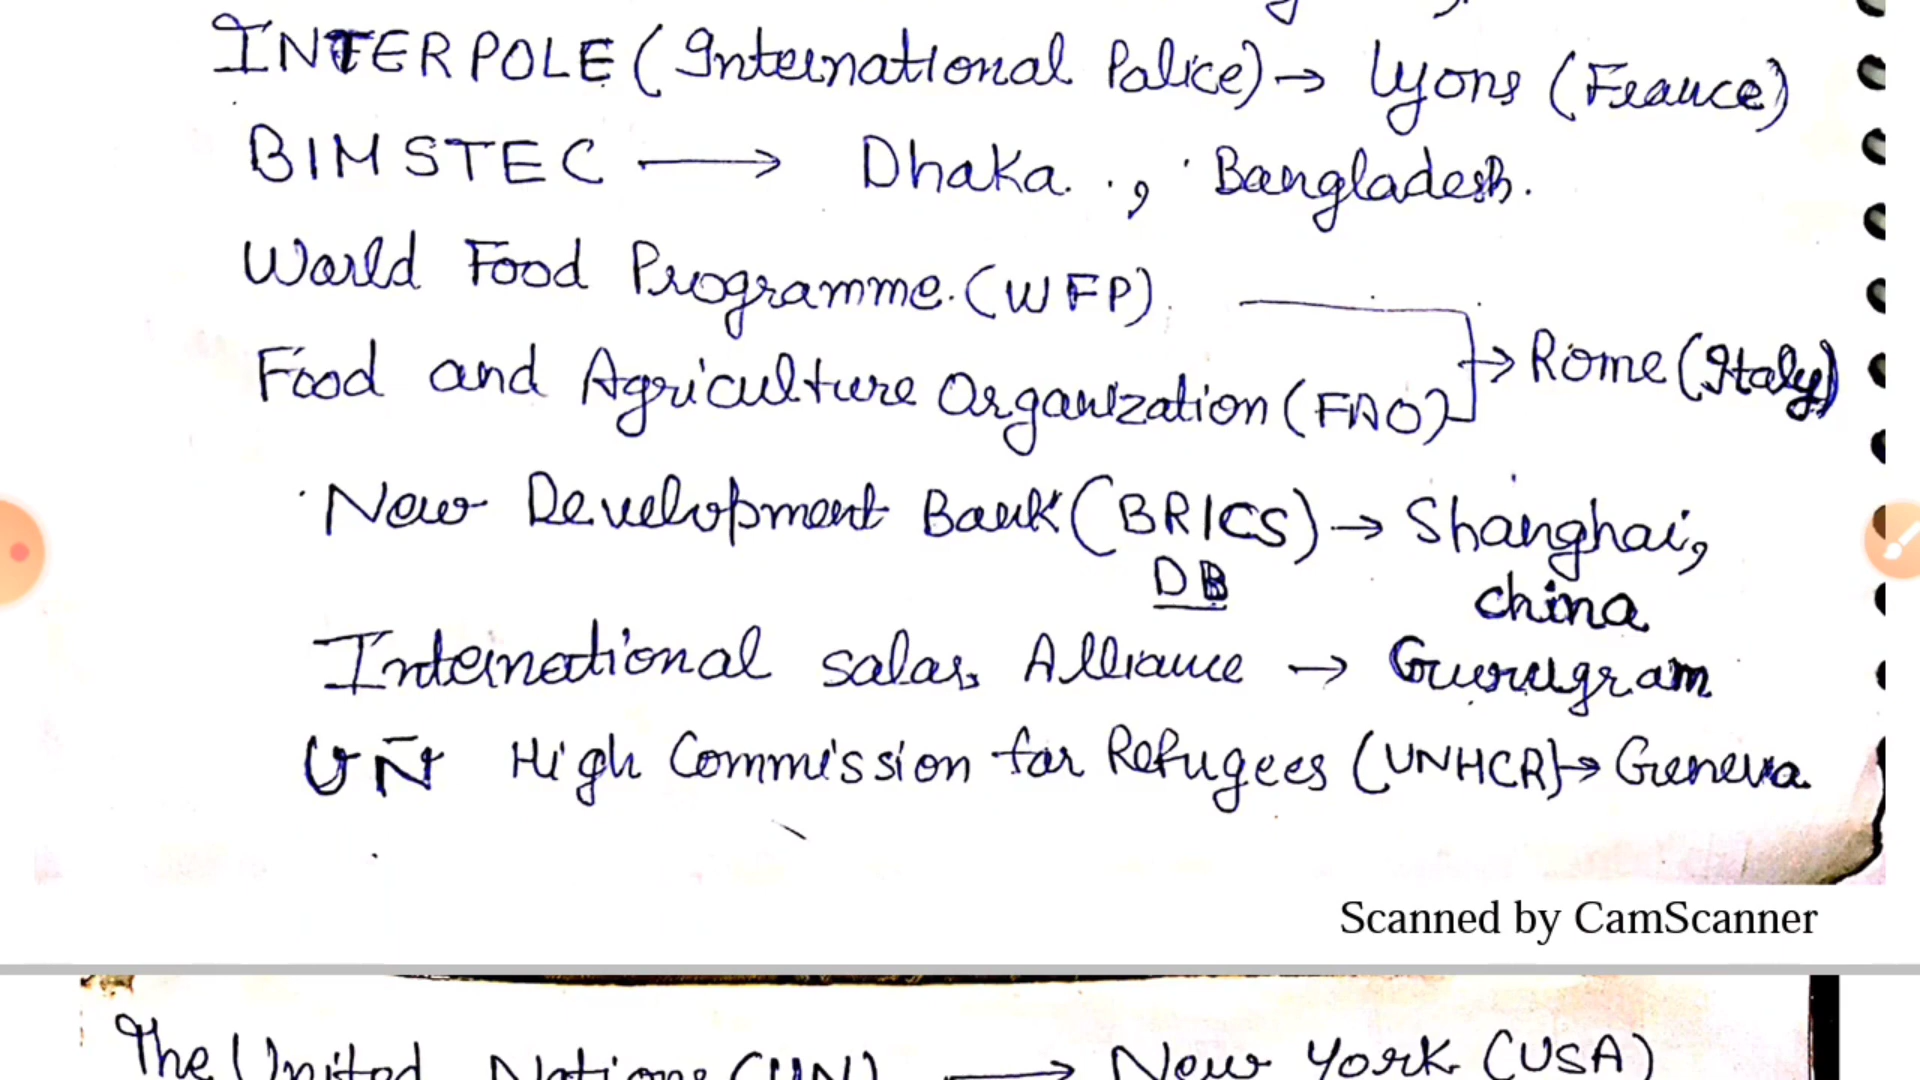 INTERPOLE (International Police) → Lyons (France)
BIMSTEC → Dhaka., Bangladesh.
World Food Programme. (WFP)
Food and Agriculture Organization (FAO) → Rome (Italy)
New Development Bank (BRICS) → Shanghai,
DB china
International Solar Alliance → Gurugram
UN High Commission for Refugees (UNHCR) → Geneva
Scanned by CamScanner
The United Nations (UN) → New York (USA)